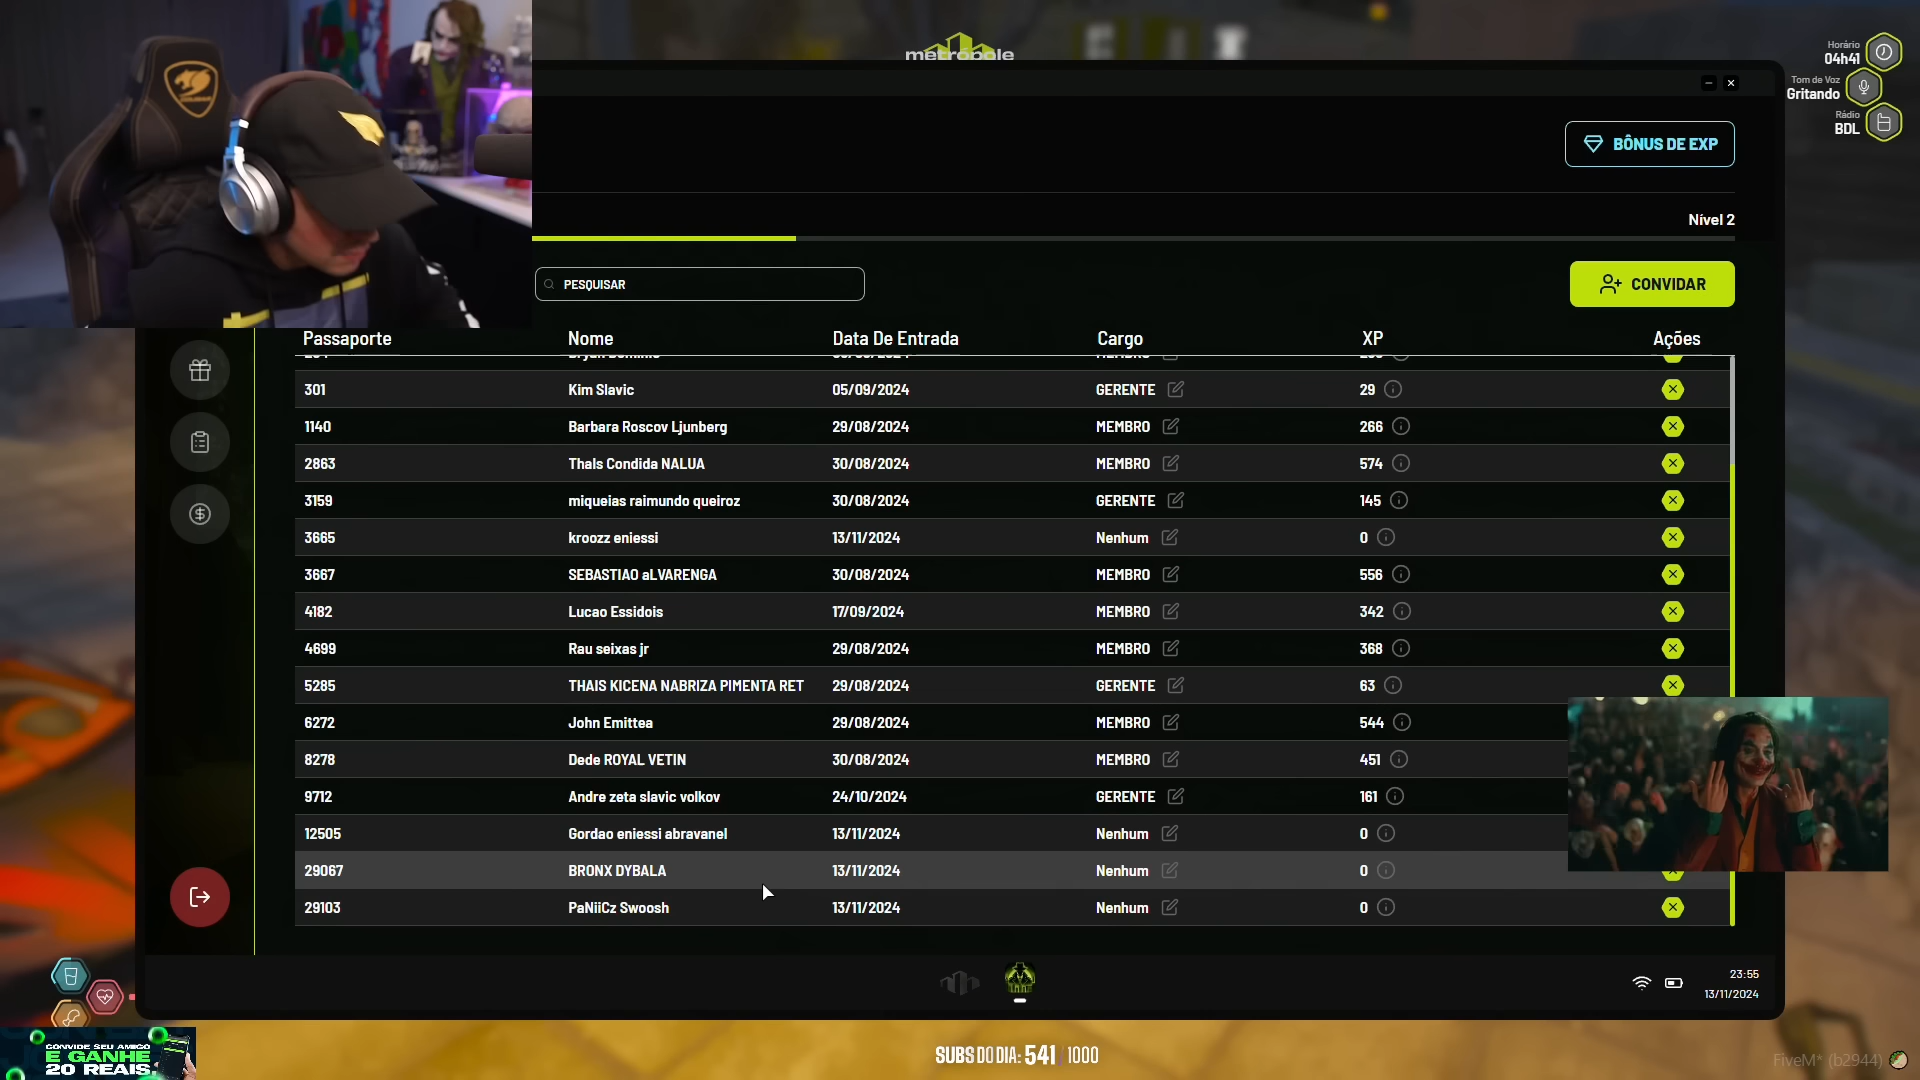 metrópole
Horário
04h41
Tom de Voz
Gritando
Rádio
BDL
BÔNUS DE EXP
Nível 2
PESQUISAR
CONVIDAR
Passaporte Nome Data De Entrada Cargo XP Ações
301 Kim Slavic 05/09/2024 GERENTE 29
1140 Barbara Roscov Ljunberg 29/08/2024 MEMBRO 266
2863 Thals Condida NALUA 30/08/2024 MEMBRO 574
3159 miqueias raimundo queiroz 30/08/2024 GERENTE 145
3665 kroozz eniessi 13/11/2024 Nenhum 0
3667 SEBASTIAO aLVARENGA 30/08/2024 MEMBRO 556
4182 Lucao Essidois 17/09/2024 MEMBRO 342
4699 Rau seixas jr 29/08/2024 MEMBRO 368
5285 THAIS KICENA NABRIZA PIMENTA RET 29/08/2024 GERENTE 63
6272 John Emittea 29/08/2024 MEMBRO 544
8278 Dede ROYAL VETIN 30/08/2024 MEMBRO 451
9712 Andre zeta slavic volkov 24/10/2024 GERENTE 161
12505 Gordao eniessi abravanel 13/11/2024 Nenhum 0
29067 BRONX DYBALA 13/11/2024 Nenhum 0
29103 PaNiiCz Swoosh 13/11/2024 Nenhum 0
23:55
13/11/2024
CONVIDE SEU AMIGO
E GANHE
20 REAIS.
SUBS DO DIA: 541 / 1000
FiveM* (b2944)